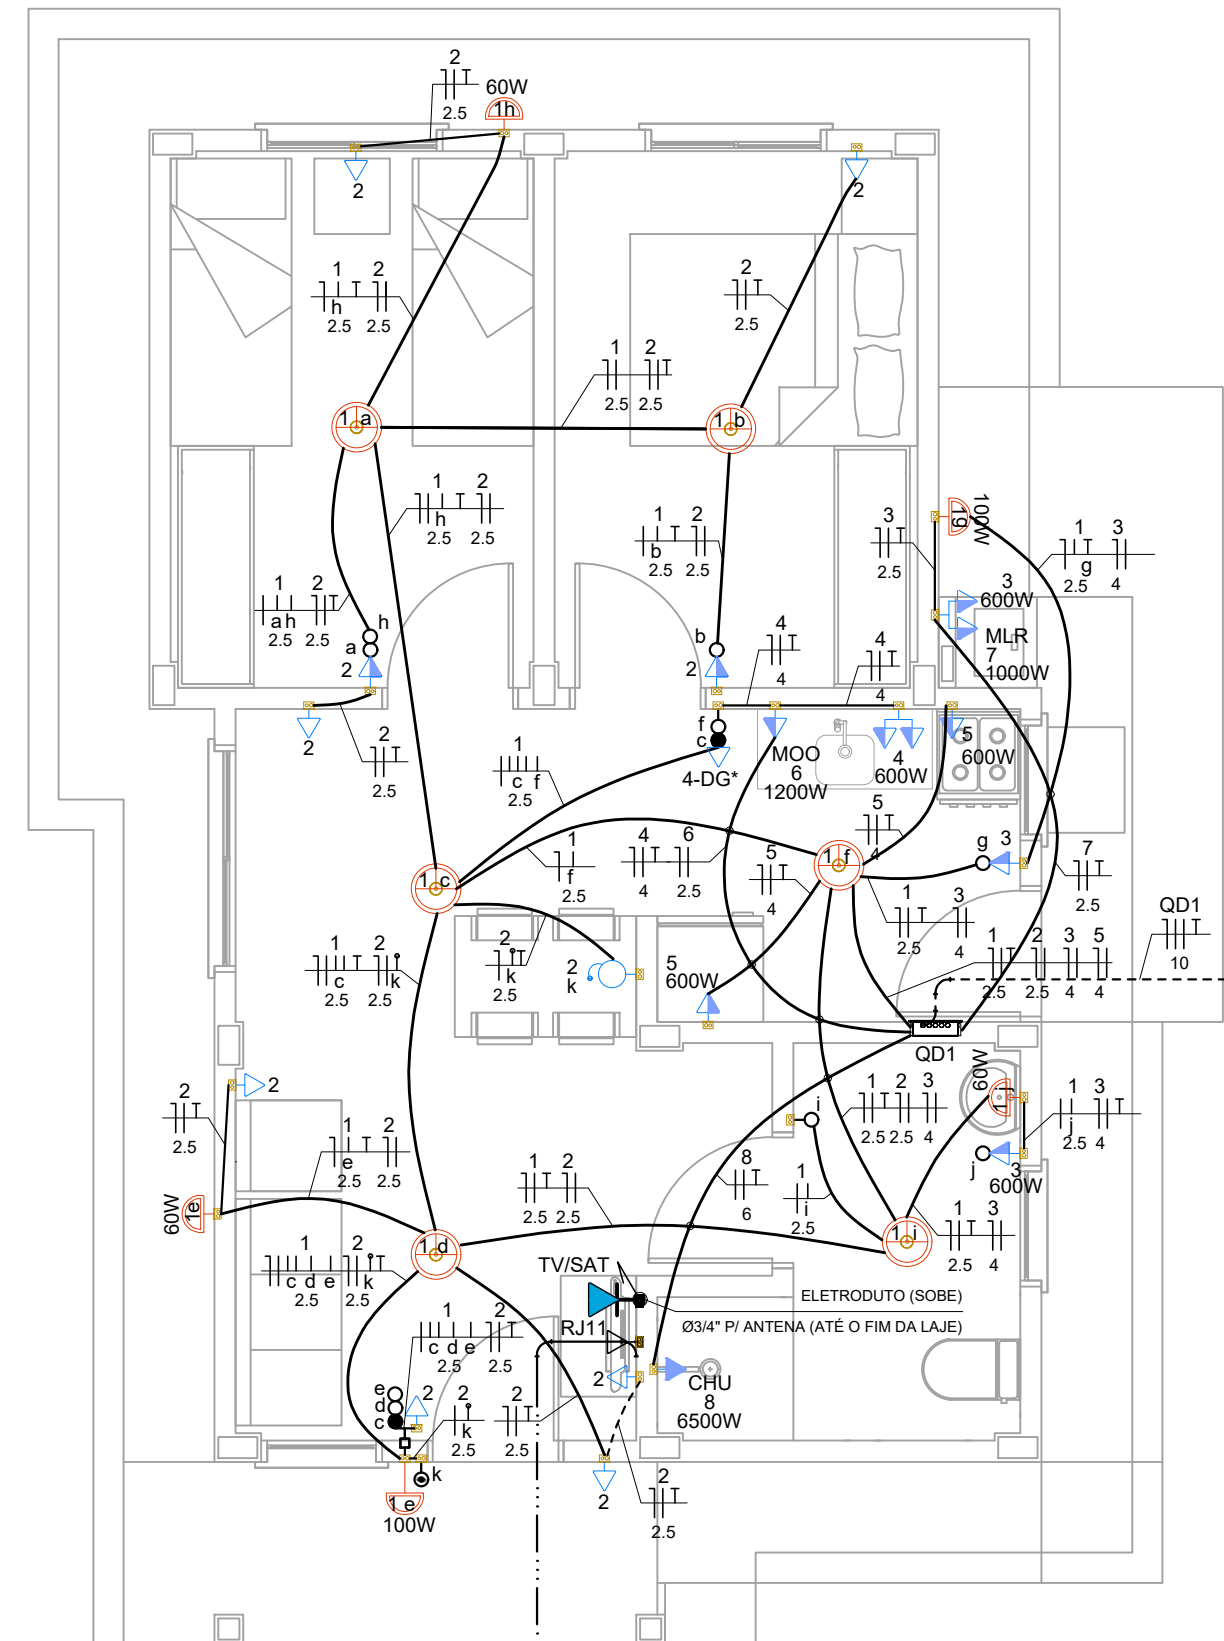 2
2.5
60W
1h
2
2
1 2
h
2.5 2.5
2
2.5
1 2
2.5 2.5
1 a
1 b
1 2
h
2.5 2.5
1 2
b
2.5 2.5
3
2.5
1g
100W
1 3
g
2.5 4
1 2
a h
2.5 2.5
h
a
2
b
2
3
600W
MLR
7
1000W
4
4
4
4
2
2
2.5
f
c
4-DG*
MOO
6
1200W
4
600W
5
600W
1
c f
2.5
5
4
1
f
2.5
4 6
4 2.5
5
4
1 f
g 3
7
2.5
1 c
1 3
2.5 4
QD1
10
1 2 3 5
2.5 2.5 4 4
1 2
c k
2.5 2.5
2
k
2.5
2
k
5
600W
QD1
60W
1 j
2
2
2.5
1 2 3
2.5 2.5 4
1 3
j
2.5 4
i
j 3
600W
1 2
e
2.5 2.5
60W
1e
1 2
2.5 2.5
8
6
1
i
2.5
1 3
2.5 4
1 i
1 d
1 2
c d e k
2.5 2.5
TV/SAT
ELETRODUTO (SOBE)
Ø3/4" P/ ANTENA (ATÉ O FIM DA LAJE)
RJ11
1 2
c d e
2.5 2.5
2
CHU
8
6500W
e
d
c
2
2
k
2.5
2
2.5
k
1 e
100W
2
2
2.5